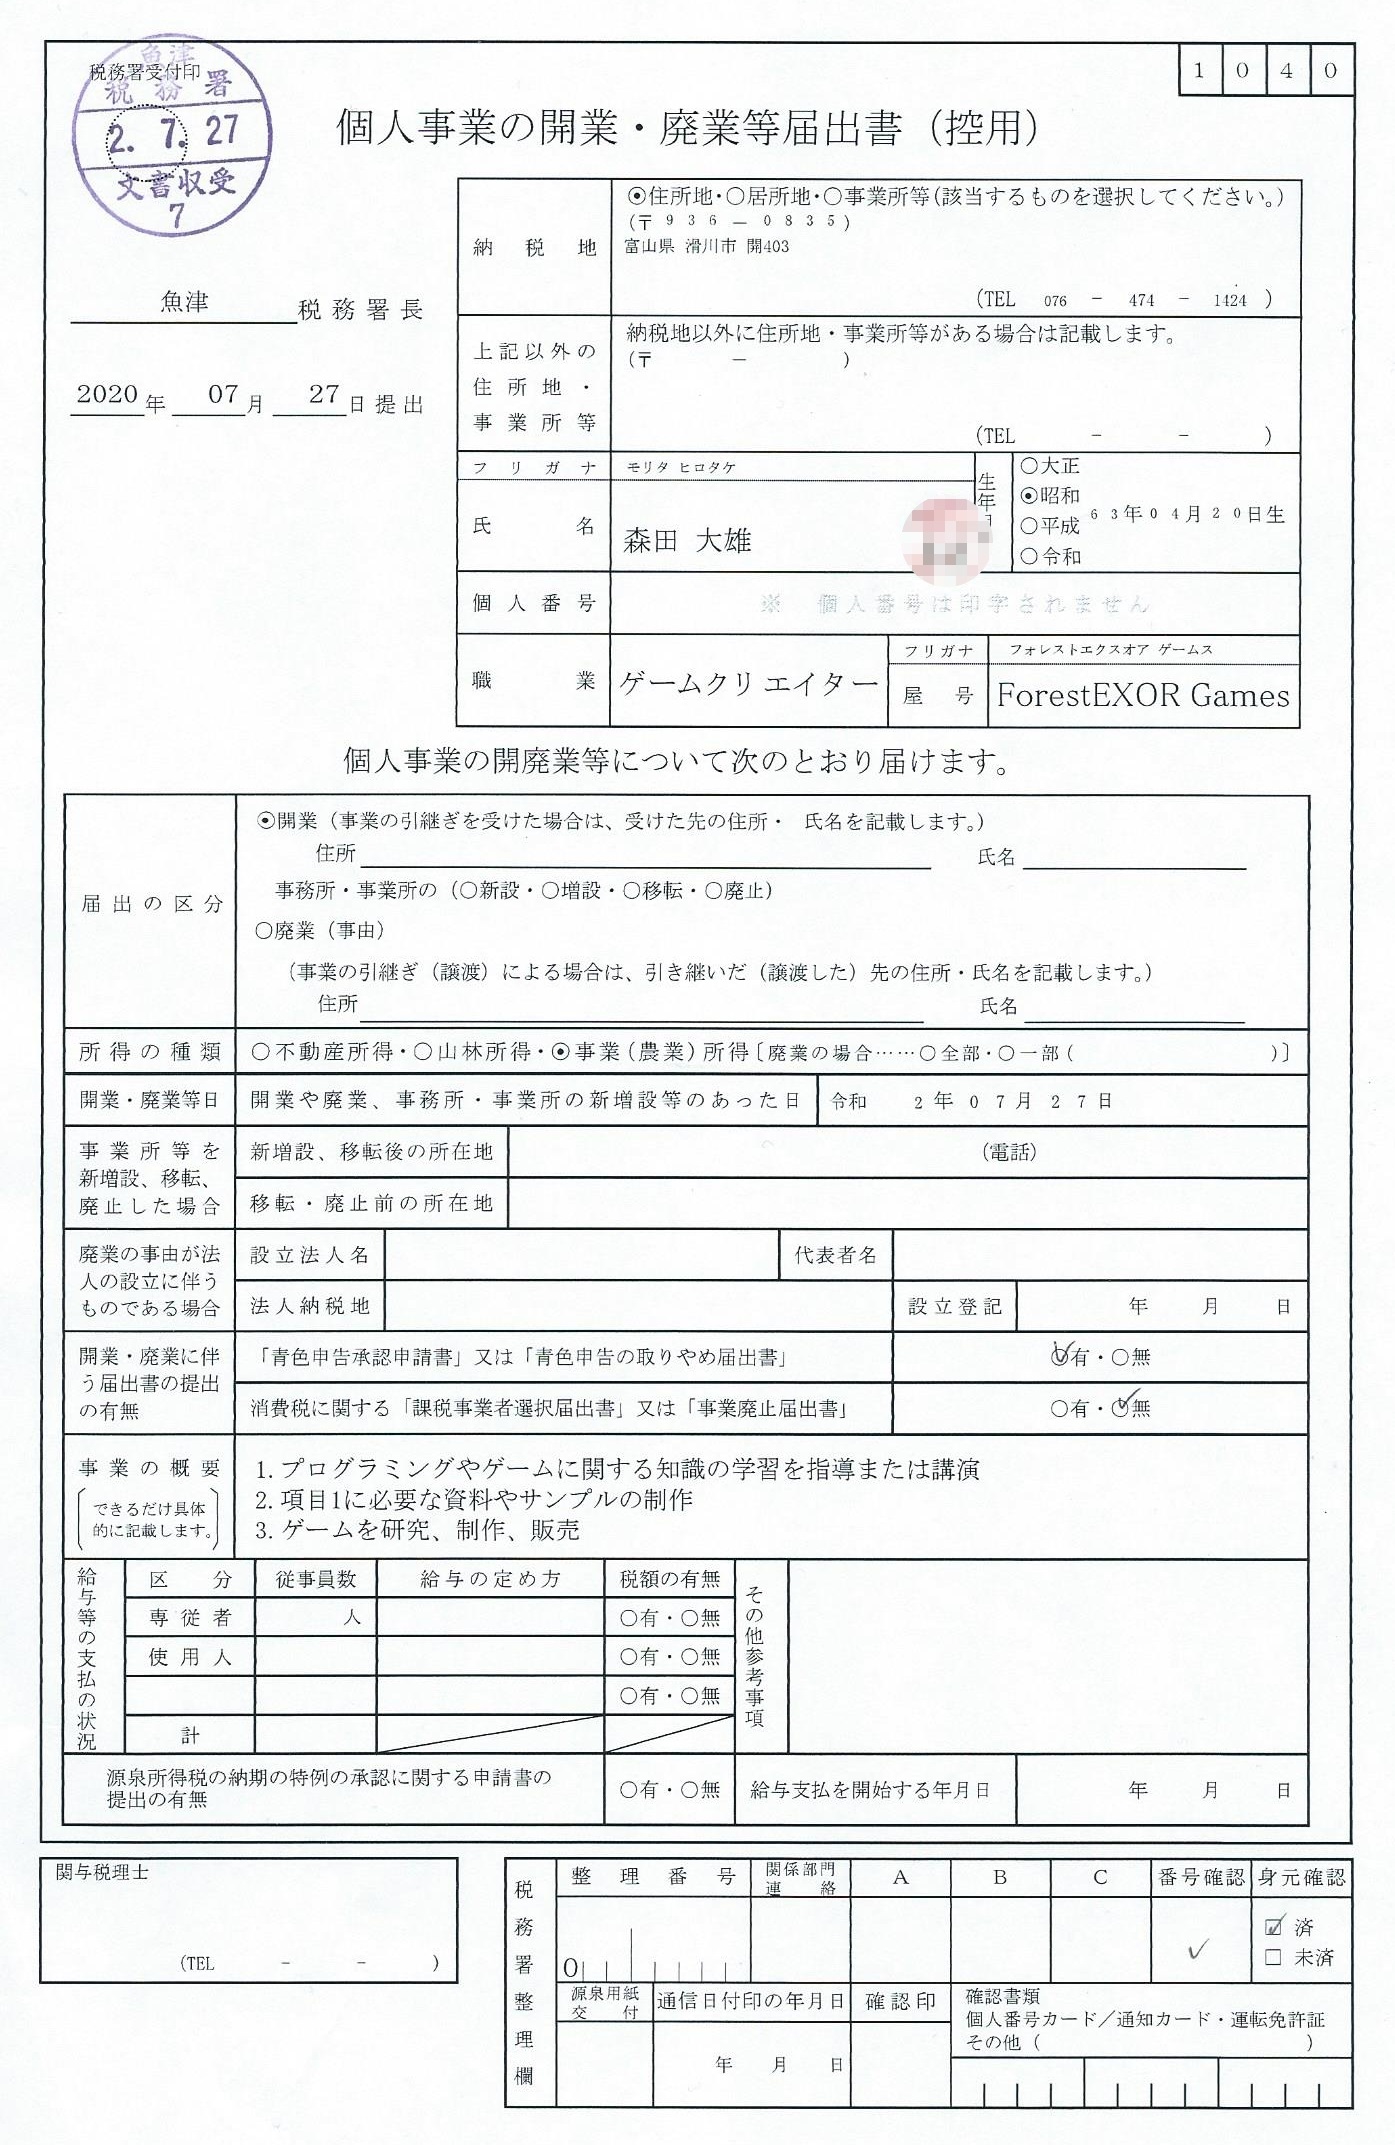 税務署受付印
魚津
税務署
2. 7. 27
文書収受
7
1 0 4 0
個人事業の開業・廃業等届出書（控用）
魚津 税務署長
2020年 07月 27日提出
納税地
◉住所地・○居所地・○事業所等(該当するものを選択してください。)
(〒936－0835)
富山県 滑川市 開403
(TEL 076 － 474 － 1424 )
上記以外の住所地・事業所等
納税地以外に住所地・事業所等がある場合は記載します。
(〒 － )
(TEL － － )
フリガナ
モリタ ヒロタケ
氏名
森田 大雄
生年
○大正
◉昭和
○平成
○令和
63年04月20日生
個人番号
※ 個人番号は印字されません
職業
ゲームクリエイター
フリガナ
フォレストエクスオア ゲームス
屋号
ForestEXOR Games
個人事業の開廃業等について次のとおり届けます。
届出の区分
◉開業（事業の引継ぎを受けた場合は、受けた先の住所・ 氏名を記載します。）
住所 氏名
事務所・事業所の（○新設・○増設・○移転・○廃止）
○廃業（事由）
（事業の引継ぎ（譲渡）による場合は、引き継いだ（譲渡した）先の住所・氏名を記載します。）
住所 氏名
所得の種類
○不動産所得・○山林所得・◉事業(農業)所得〔廃業の場合……○全部・○一部( )〕
開業・廃業等日
開業や廃業、事務所・事業所の新増設等のあった日
令和 2年07月27日
事業所等を新増設、移転、廃止した場合
新増設、移転後の所在地
(電話)
移転・廃止前の所在地
廃業の事由が法人の設立に伴うものである場合
設立法人名
代表者名
法人納税地
設立登記
年 月 日
開業・廃業に伴う届出書の提出の有無
「青色申告承認申請書」又は「青色申告の取りやめ届出書」
○有・○無
消費税に関する「課税事業者選択届出書」又は「事業廃止届出書」
○有・○無
事業の概要
できるだけ具体的に記載します。
1. プログラミングやゲームに関する知識の学習を指導または講演
2. 項目1に必要な資料やサンプルの制作
3. ゲームを研究、制作、販売
給与等の支払の状況
区分 従事員数 給与の定め方 税額の有無
専従者 人 ○有・○無
使用人 ○有・○無
○有・○無
計
その他参考事項
源泉所得税の納期の特例の承認に関する申請書の
提出の有無
○有・○無
給与支払を開始する年月日
年 月 日
関与税理士
(TEL － － )
税務署整理欄
整理番号
関係部門連絡
A
B
C
番号確認
身元確認
0
✓
☑ 済
□ 未済
源泉用紙交付
通信日付印の年月日
確認印
年 月 日
確認書類
個人番号カード／通知カード・運転免許証
その他（ ）